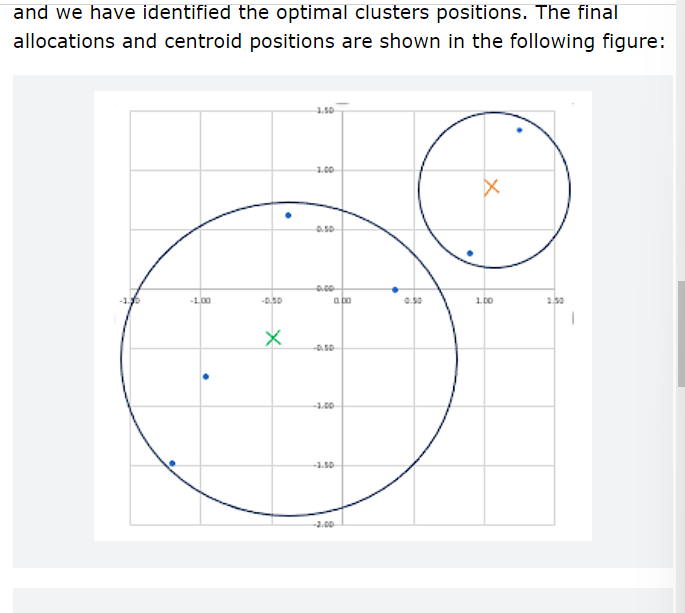 and we have identified the optimal clusters positions. The final
allocations and centroid positions are shown in the following figure:
1.50
1.00
0.50
0.00
-1.50 -1.00 -0.50 0.00 0.50 1.00 1.50
-0.50
-1.00
-1.50
-2.00